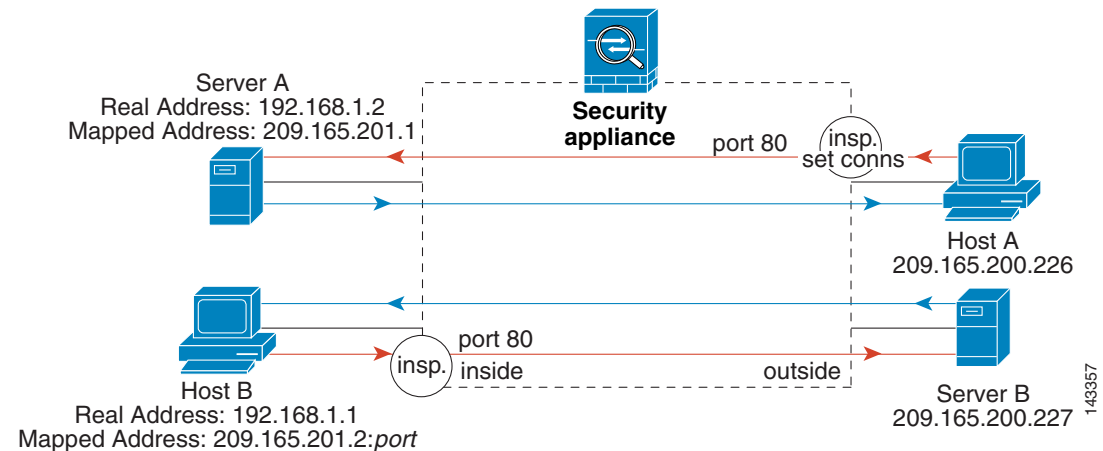 Server A
Real Address: 192.168.1.2
Mapped Address: 209.165.201.1
Security
appliance
port 80
insp.
set conns
Host A
209.165.200.226
port 80
insp.
inside
outside
Host B
Real Address: 192.168.1.1
Mapped Address: 209.165.201.2:port
Server B
209.165.200.227
143357